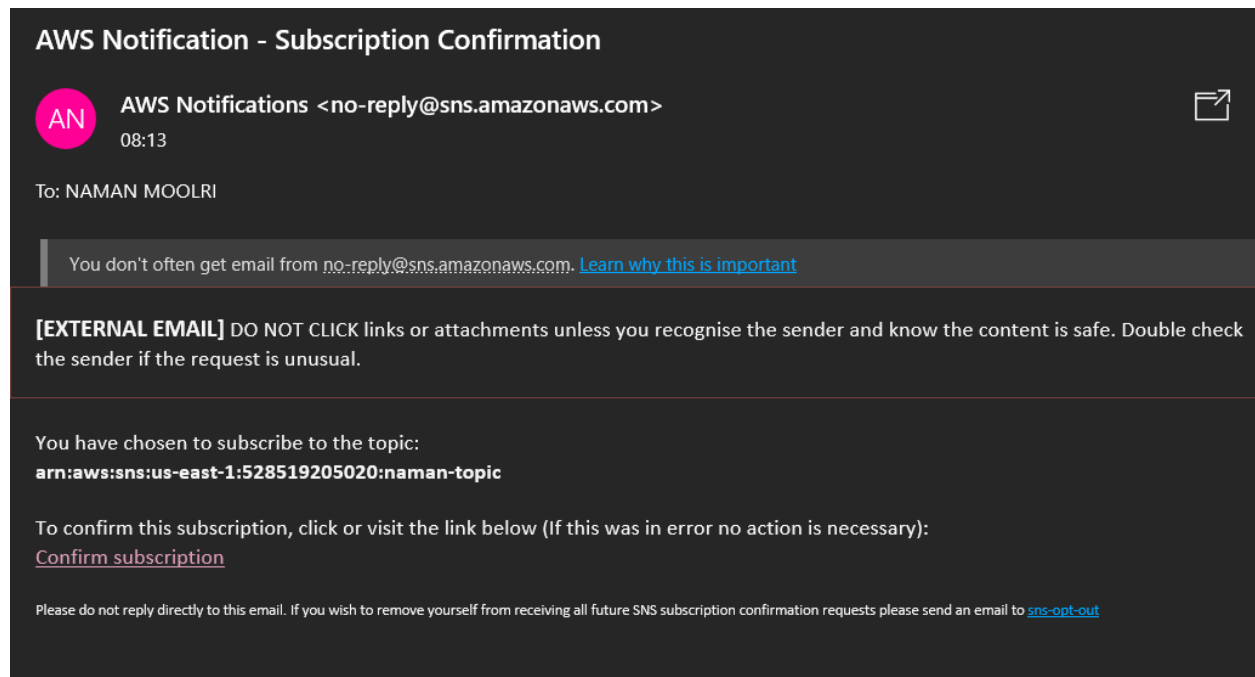 AWS Notification - Subscription Confirmation
AN
AWS Notifications <no-reply@sns.amazonaws.com>
08:13
To: NAMAN MOOLRI
You don't often get email from no-reply@sns.amazonaws.com. Learn why this is important
[EXTERNAL EMAIL] DO NOT CLICK links or attachments unless you recognise the sender and know the content is safe. Double check
the sender if the request is unusual.
You have chosen to subscribe to the topic:
arn:aws:sns:us-east-1:528519205020:naman-topic
To confirm this subscription, click or visit the link below (If this was in error no action is necessary):
Confirm subscription
Please do not reply directly to this email. If you wish to remove yourself from receiving all future SNS subscription confirmation requests please send an email to sns-opt-out